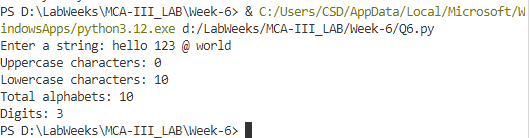 PS D:\LabWeeks\MCA-III_LAB\Week-6> & C:/Users/CSD/AppData/Local/Microsoft/W
indowsApps/python3.12.exe d:/LabWeeks/MCA-III_LAB/Week-6/Q6.py
Enter a string: hello 123 @ world
Uppercase characters: 0
Lowercase characters: 10
Total alphabets: 10
Digits: 3
PS D:\LabWeeks\MCA-III_LAB\Week-6>